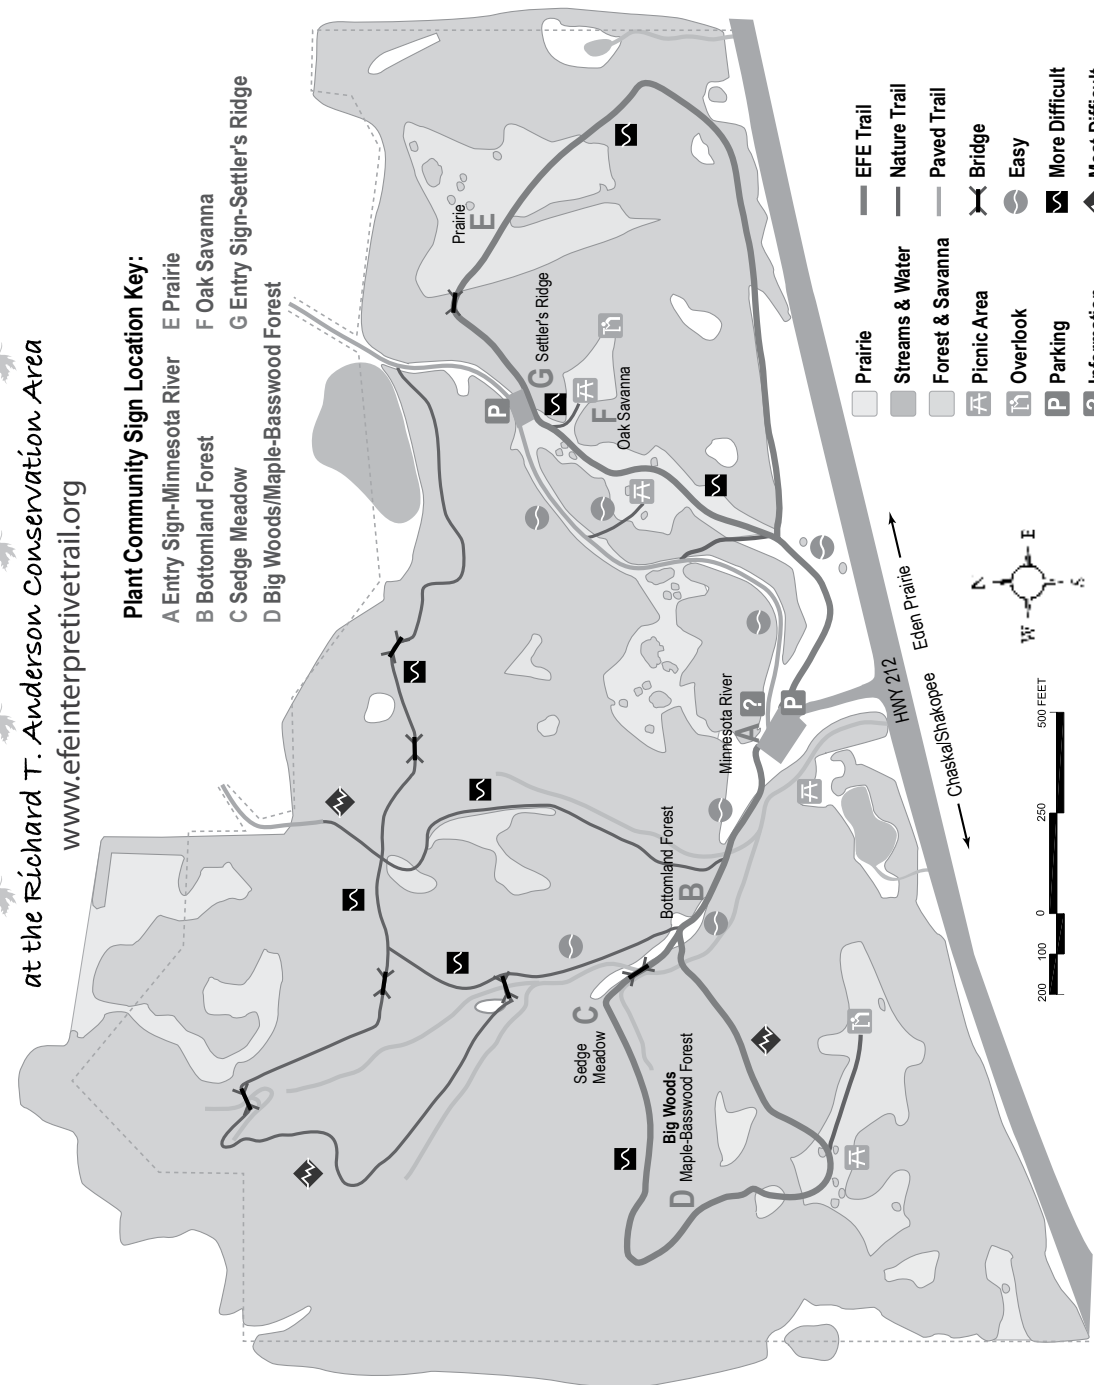 at the Richard T. Anderson Conservation Area
www.efeinterpretivetrail.org
Plant Community Sign Location Key:
A Entry Sign-Minnesota River
B Bottomland Forest
C Sedge Meadow
D Big Woods/Maple-Basswood Forest
E Prairie
F Oak Savanna
G Entry Sign-Settler's Ridge
Prairie
E
G Settler's Ridge
P
F
Oak Savanna
Minnesota River
A ?
P
Bottomland Forest
B
C
Sedge
Meadow
Big Woods
D Maple-Basswood Forest
HWY 212
Eden Prairie
Chaska/Shakopee
Prairie
Streams & Water
Forest & Savanna
Picnic Area
Overlook
P Parking
? Information
EFE Trail
Nature Trail
Paved Trail
Bridge
Easy
More Difficult
Most Difficult
N
W E
S
200 100 0 250 500 FEET